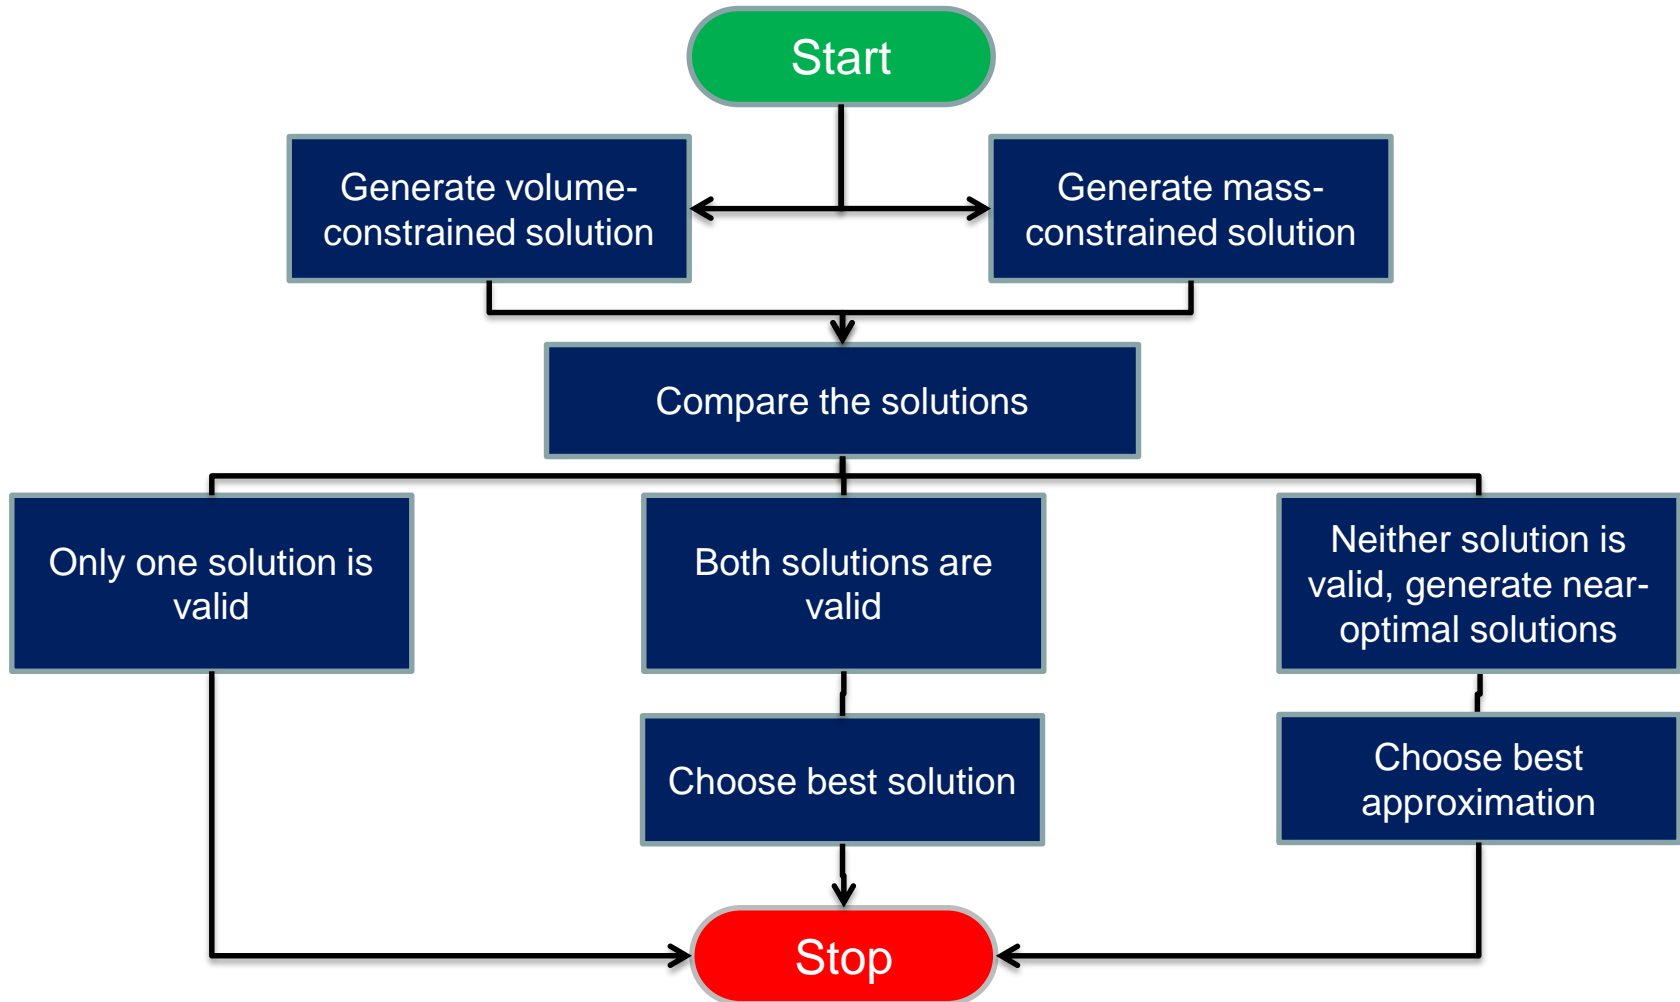 Start
Generate volume-
constrained solution
Generate mass-
constrained solution
Compare the solutions
Only one solution is
valid
Both solutions are
valid
Neither solution is
valid, generate near-
optimal solutions
Choose best solution
Choose best
approximation
Stop